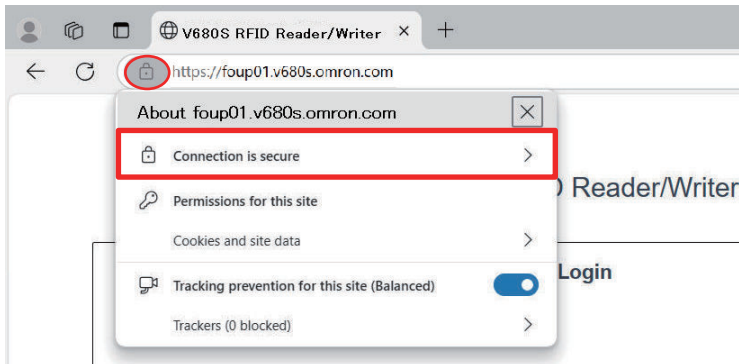 V680S RFID Reader/Writer
https://foup01.v680s.omron.com
About foup01.v680s.omron.com
Connection is secure
Reader/Writer
Permissions for this site
Cookies and site data
Login
Tracking prevention for this site (Balanced)
Trackers (0 blocked)